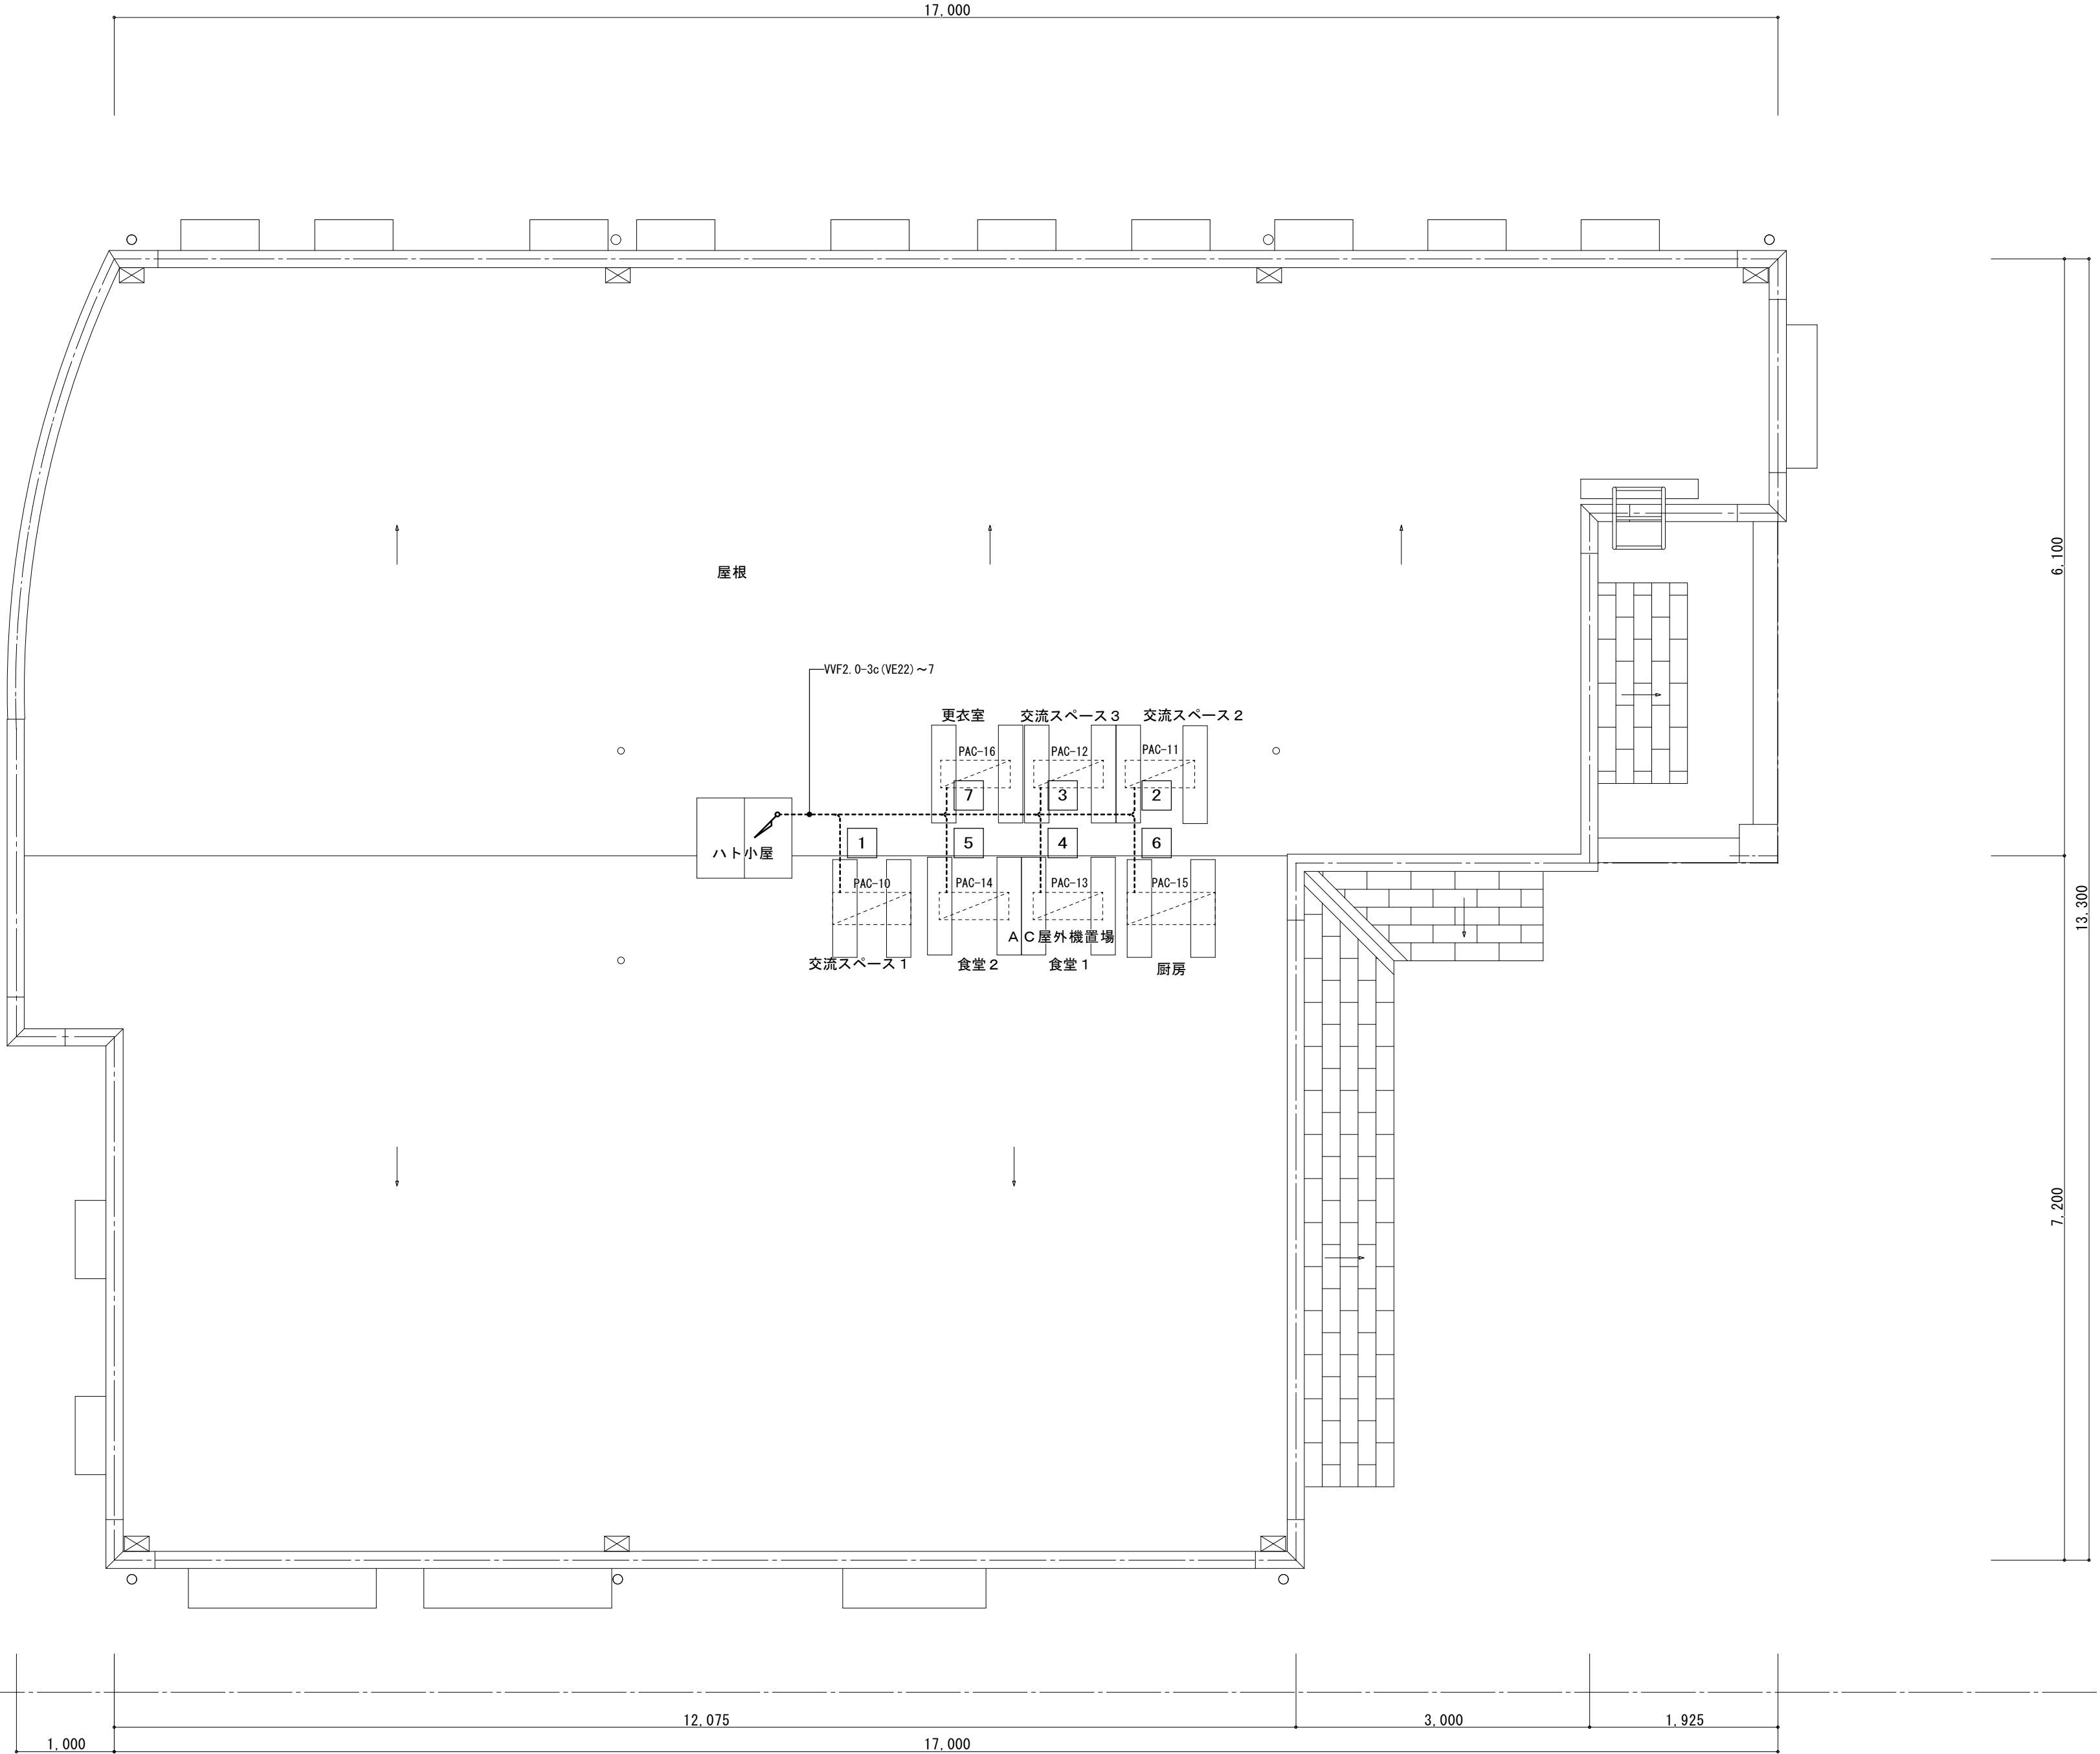 17,000
6,100
屋根
VVF2.0-3c(VE22)～7
更衣室
交流スペース３
交流スペース２
PAC-16
PAC-12
PAC-11
7
3
2
ハト小屋
1
5
4
6
PAC-10
PAC-14
PAC-13
PAC-15
13,300
ＡＣ屋外機置場
交流スペース１
食堂２
食堂１
厨房
7,200
12,075
3,000
1,925
1,000
17,000